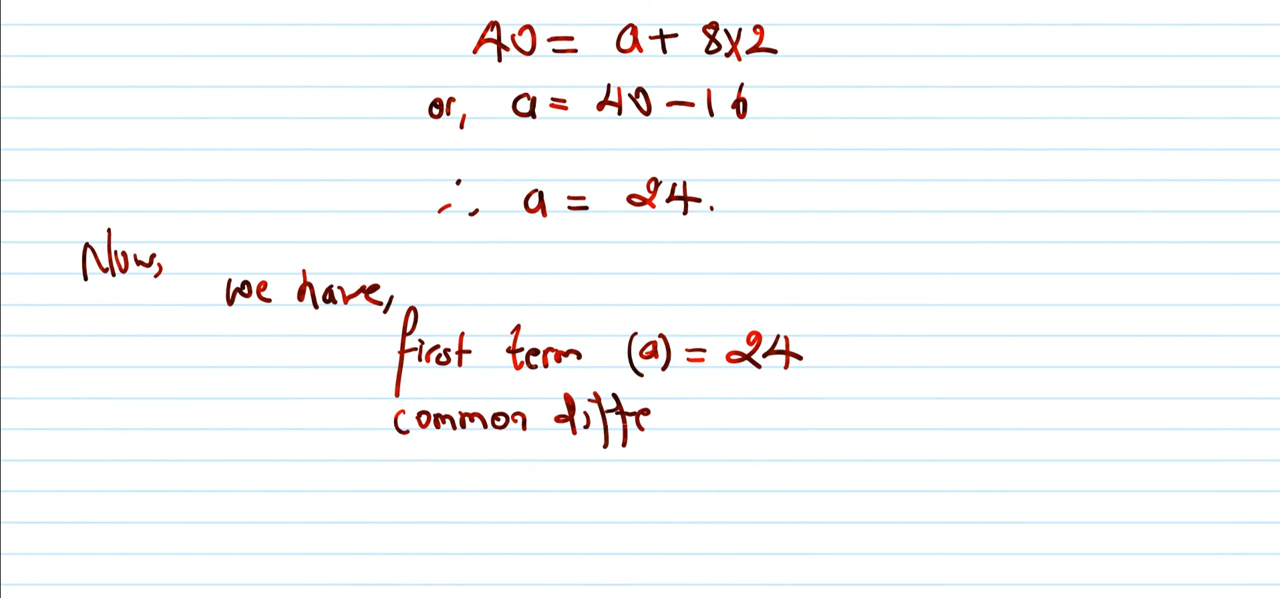 40 = a + 8x2
or, a = 40 - 16
∴ a = 24.
Now,
we have,
first term (a) = 24
common diffe